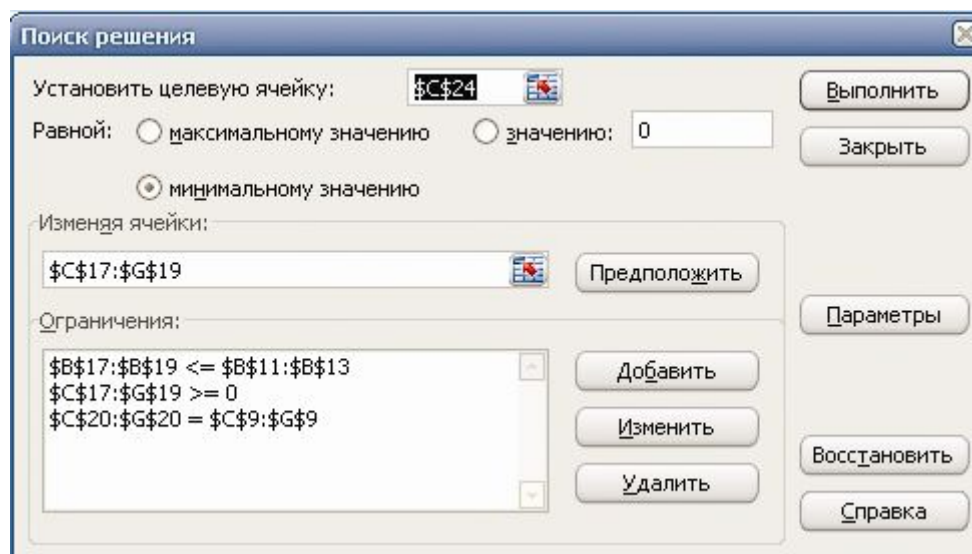 Поиск решения
Установить целевую ячейку: $C$24
Выполнить
Равной: максимальному значению значению: 0
Закрыть
минимальному значению
Изменяя ячейки:
$C$17:$G$19
Предположить
Параметры
Ограничения:
$B$17:$B$19 <= $B$11:$B$13
$C$17:$G$19 >= 0
$C$20:$G$20 = $C$9:$G$9
Добавить
Изменить
Удалить
Восстановить
Справка